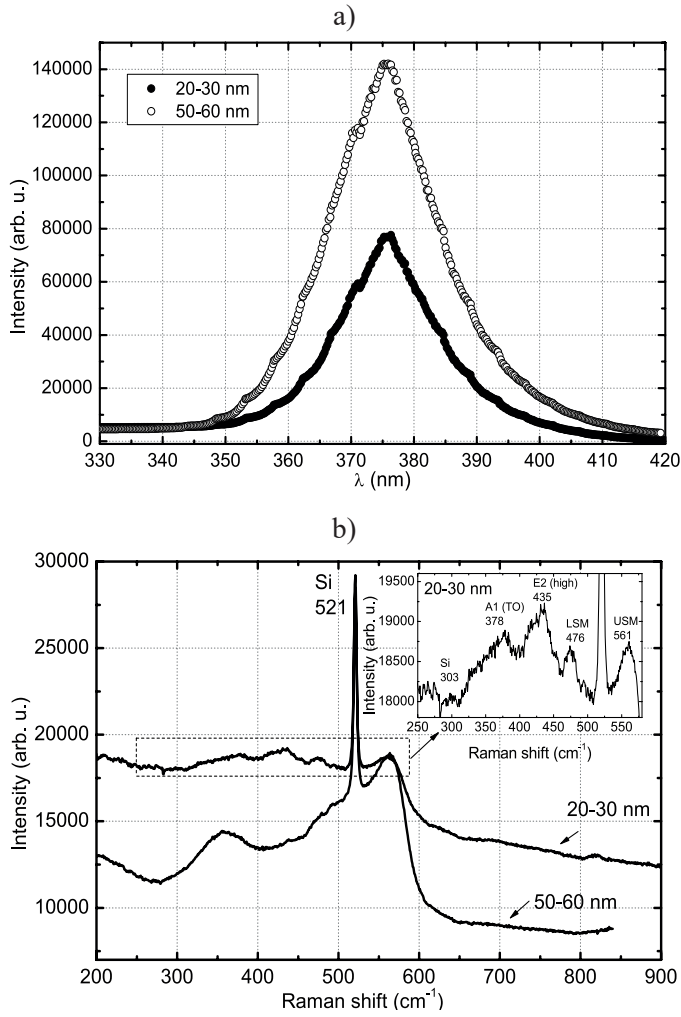 a)
140000
120000
100000
80000
60000
40000
20000
0
Intensity (arb. u.)
20-30 nm
50-60 nm
330 340 350 360 370 380 390 400 410 420
λ (nm)
b)
30000
25000
20000
15000
10000
Intensity (arb. u.)
Si
521
20-30 nm
19500
19000
18500
18000
Intensity (arb. u.)
Si
303
A1 (TO)
378
E2 (high)
435
LSM
476
USM
561
250 300 350 400 450 500 550
Raman shift (cm⁻¹)
20-30 nm
50-60 nm
200 300 400 500 600 700 800 900
Raman shift (cm⁻¹)